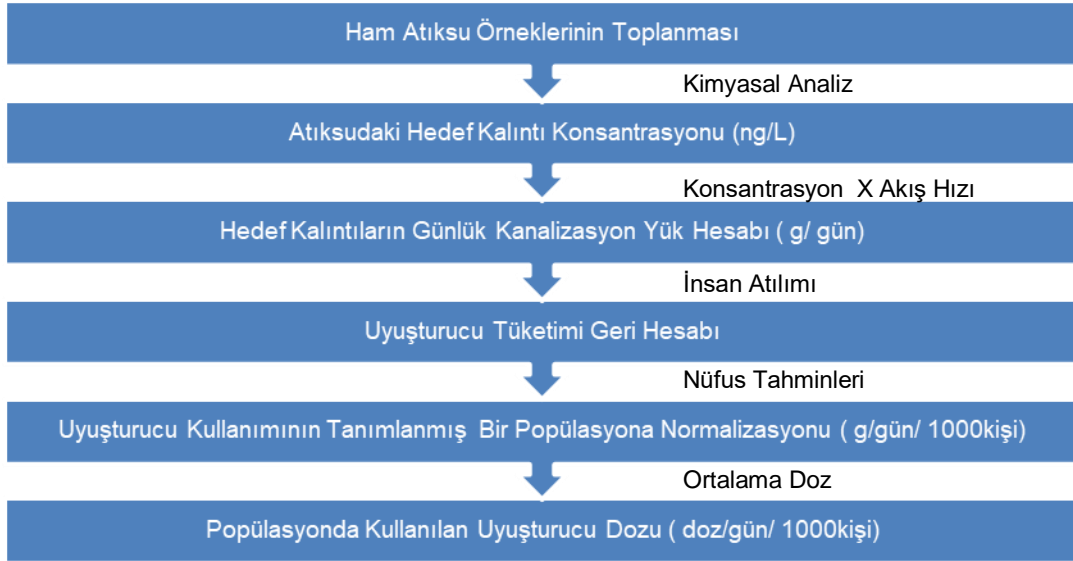 Ham Atıksu Örneklerinin Toplanması
Kimyasal Analiz
Atıksudaki Hedef Kalıntı Konsantrasyonu (ng/L)
Konsantrasyon X Akış Hızı
Hedef Kalıntıların Günlük Kanalizasyon Yük Hesabı ( g/ gün)
İnsan Atılımı
Uyuşturucu Tüketimi Geri Hesabı
Nüfus Tahminleri
Uyuşturucu Kullanımının Tanımlanmış Bir Popülasyona Normalizasyonu ( g/gün/ 1000kişi)
Ortalama Doz
Popülasyonda Kullanılan Uyuşturucu Dozu ( doz/gün/ 1000kişi)